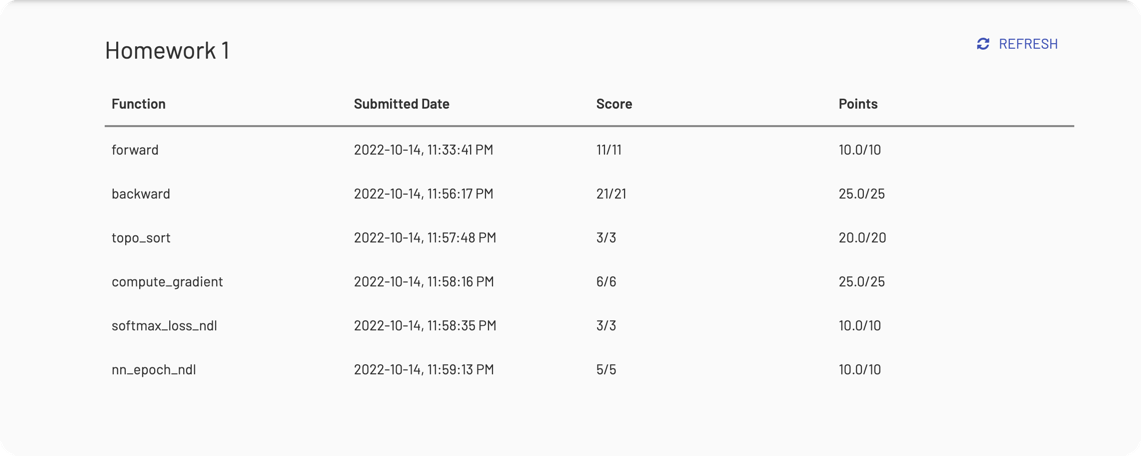 Homework 1
REFRESH
Function Submitted Date Score Points
forward 2022-10-14, 11:33:41 PM 11/11 10.0/10
backward 2022-10-14, 11:56:17 PM 21/21 25.0/25
topo_sort 2022-10-14, 11:57:48 PM 3/3 20.0/20
compute_gradient 2022-10-14, 11:58:16 PM 6/6 25.0/25
softmax_loss_ndl 2022-10-14, 11:58:35 PM 3/3 10.0/10
nn_epoch_ndl 2022-10-14, 11:59:13 PM 5/5 10.0/10